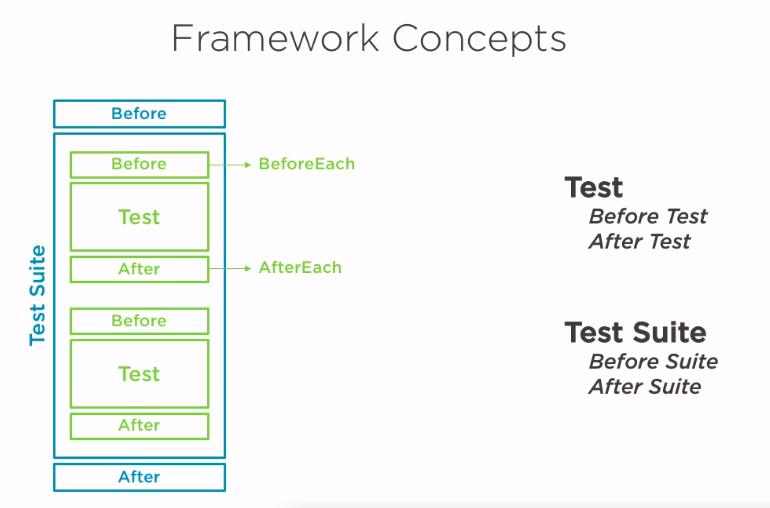 Framework Concepts
Before
Test Suite
Before
BeforeEach
Test
After
AfterEach
Before
Test
After
After
Test
Before Test
After Test
Test Suite
Before Suite
After Suite